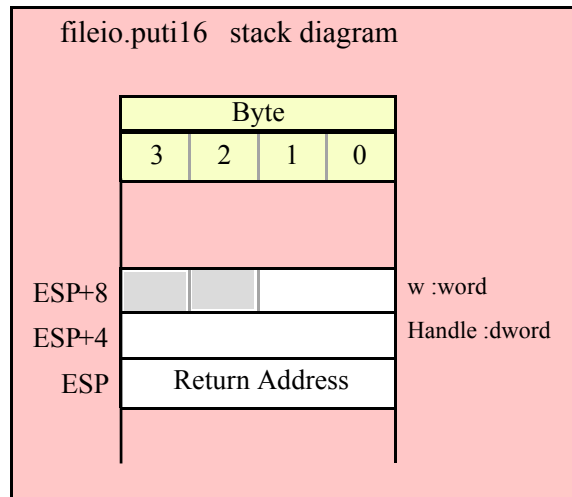 fileio.puti16 stack diagram
Byte
3 2 1 0
ESP+8 w :word
ESP+4 Handle :dword
ESP Return Address